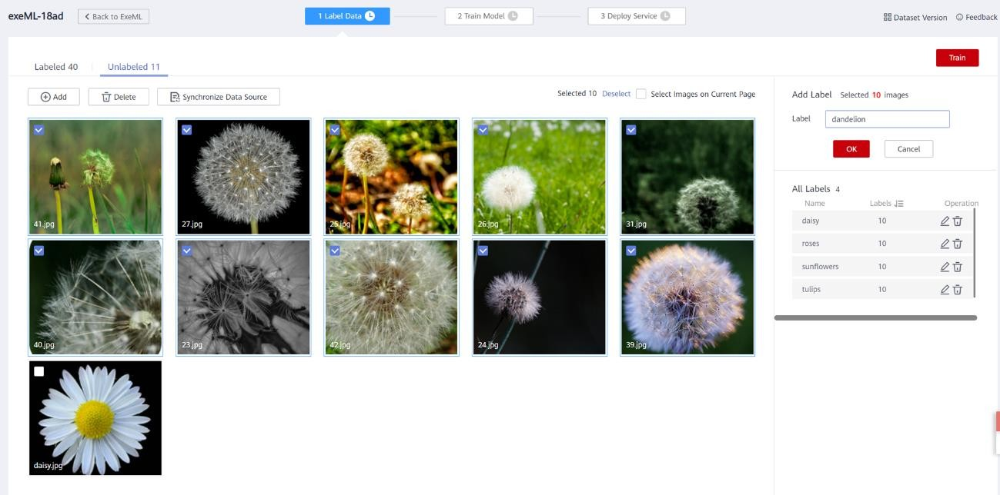 exeML-18ad
Back to ExeML
1 Label Data
2 Train Model
3 Deploy Service
Dataset Version
Feedback
Labeled 40
Unlabeled 11
Train
Add
Delete
Synchronize Data Source
Selected 10 Deselect
Select Images on Current Page
Add Label Selected 10 images
Label dandelion
OK
Cancel
41.jpg
27.jpg
25.jpg
26.jpg
31.jpg
All Labels 4
Name Labels Operation
daisy 10
roses 10
sunflowers 10
tulips 10
40.jpg
23.jpg
42.jpg
24.jpg
39.jpg
daisy.jpg